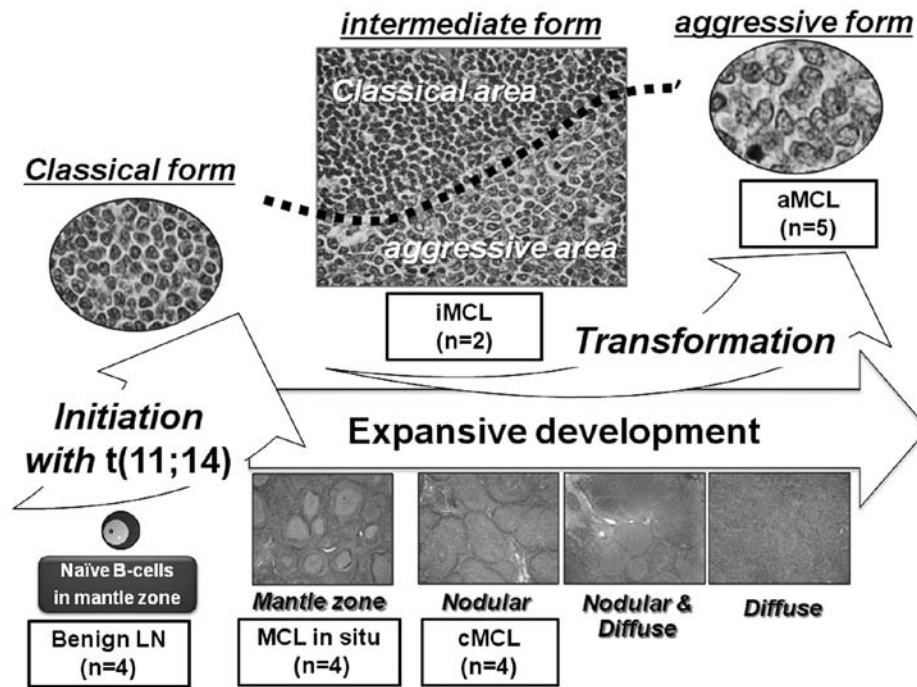 intermediate form
aggressive form
Classical area
aggressive area
Classical form
aMCL
(n=5)
iMCL
(n=2)
Transformation
Initiation
with t(11;14)
Expansive development
Naïve B-cells
in mantle zone
Benign LN
(n=4)
Mantle zone
MCL in situ
(n=4)
Nodular
cMCL
(n=4)
Nodular &
Diffuse
Diffuse